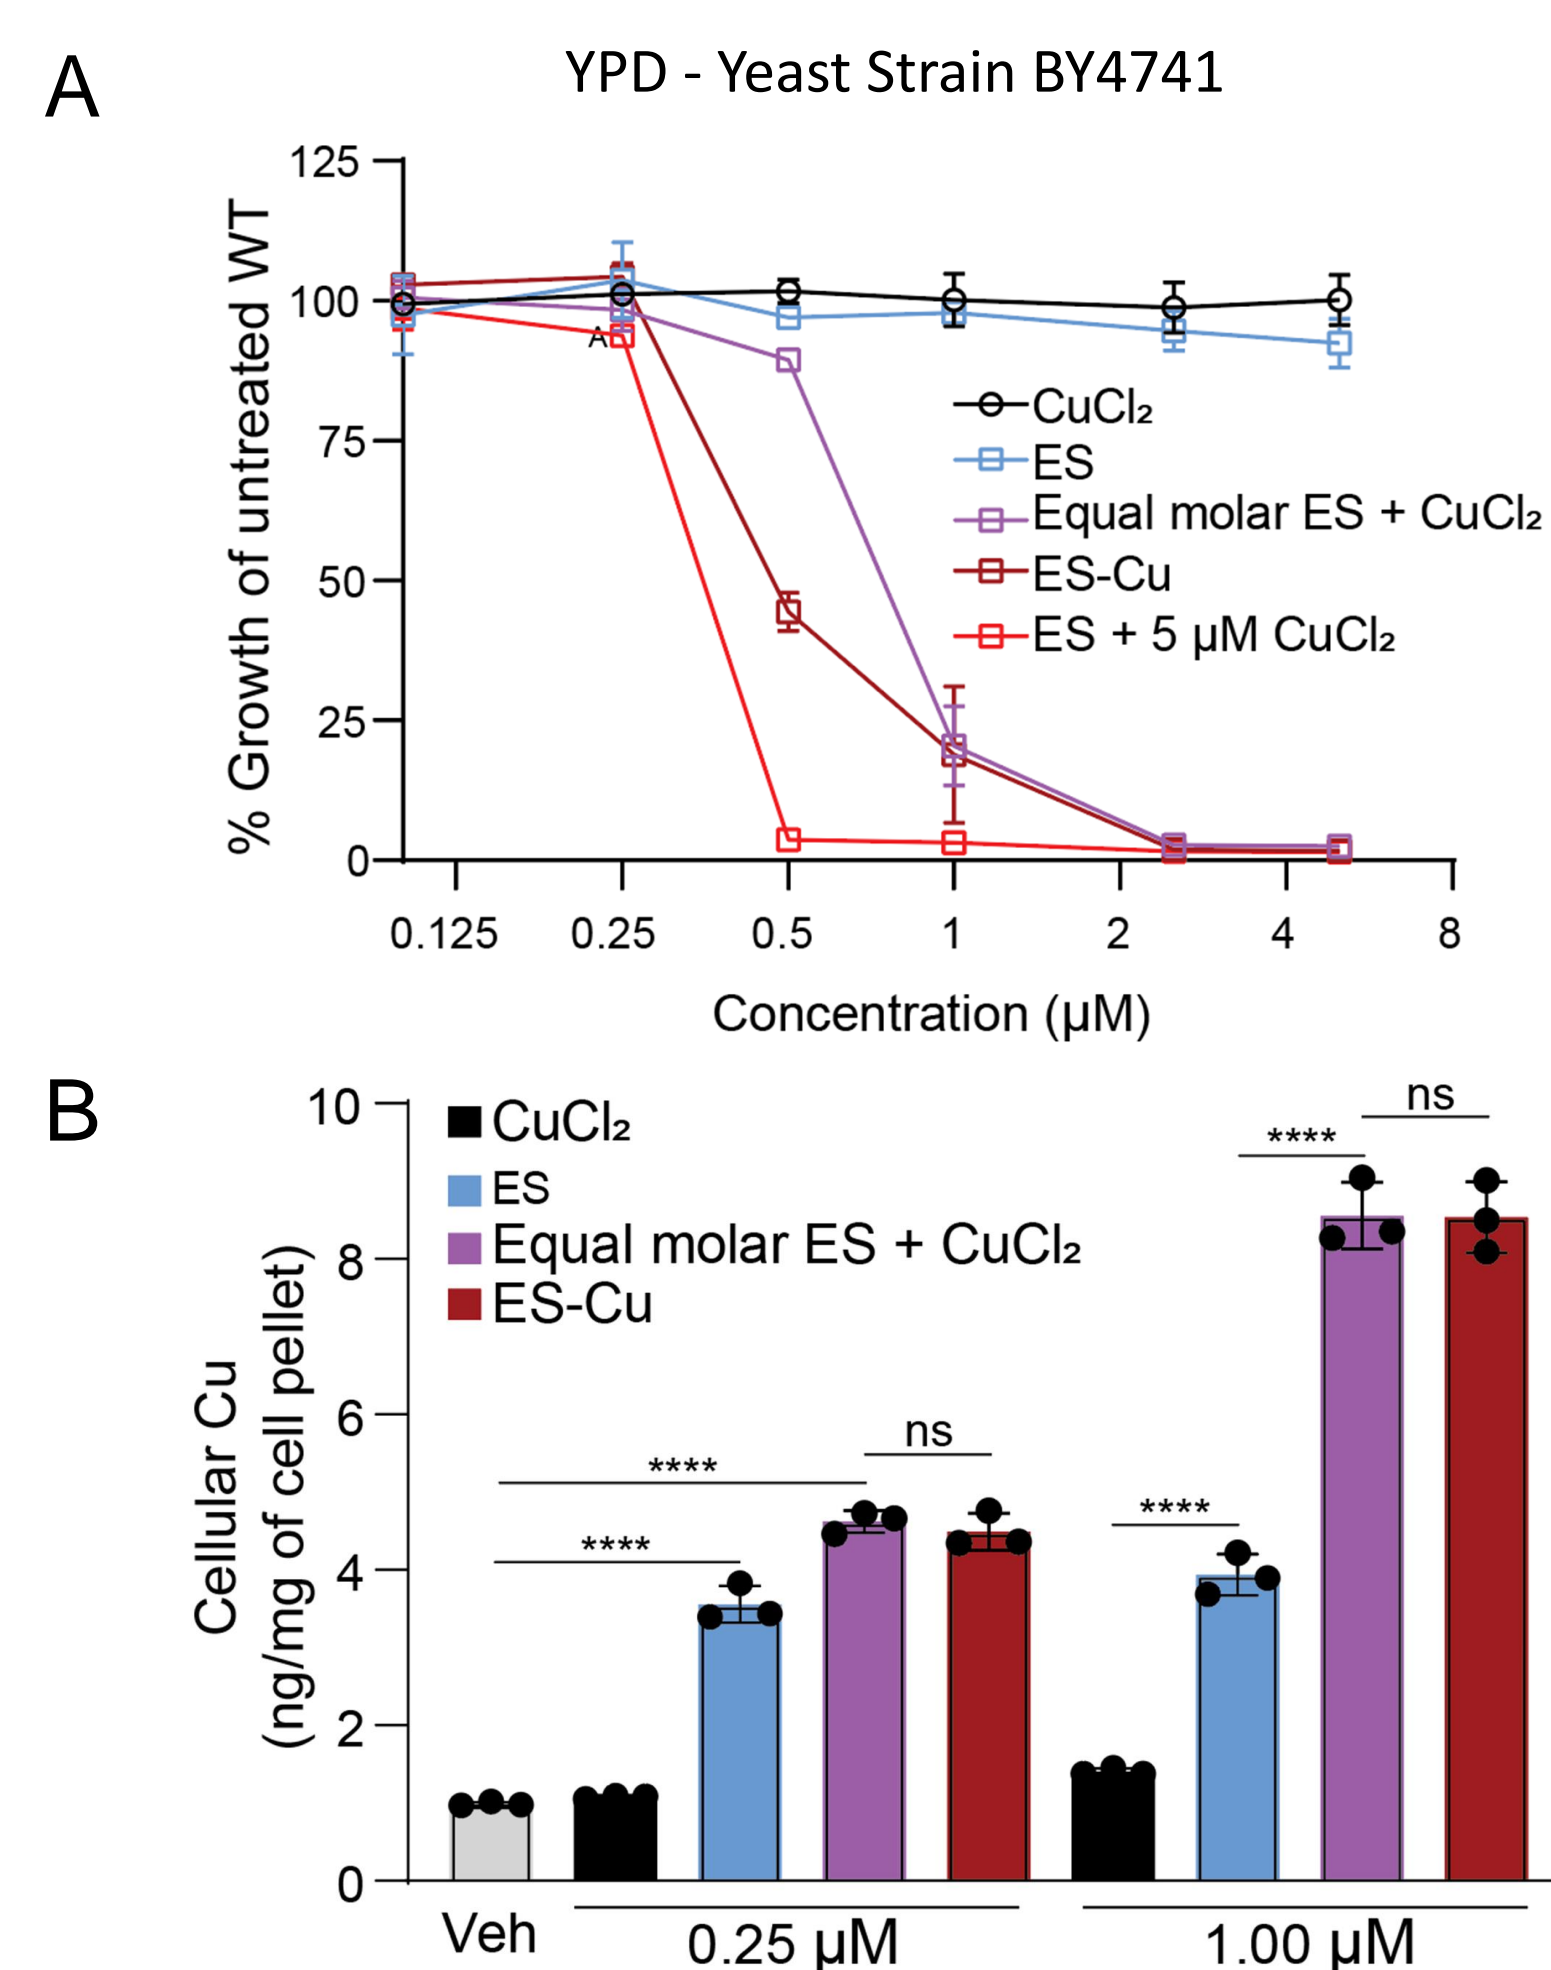 A
YPD - Yeast Strain BY4741
% Growth of untreated WT
125
100
75
50
25
0
A
CuCl₂
ES
Equal molar ES + CuCl₂
ES-Cu
ES + 5 µM CuCl₂
0.125 0.25 0.5 1 2 4 8
Concentration (µM)
B
Cellular Cu
(ng/mg of cell pellet)
10
8
6
4
2
0
CuCl₂
ES
Equal molar ES + CuCl₂
ES-Cu
ns
****
ns
****
****
****
Veh 0.25 µM 1.00 µM